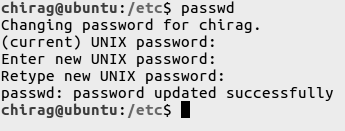 chirag@ubuntu:/etc$ passwd
Changing password for chirag.
(current) UNIX password:
Enter new UNIX password:
Retype new UNIX password:
passwd: password updated successfully
chirag@ubuntu:/etc$